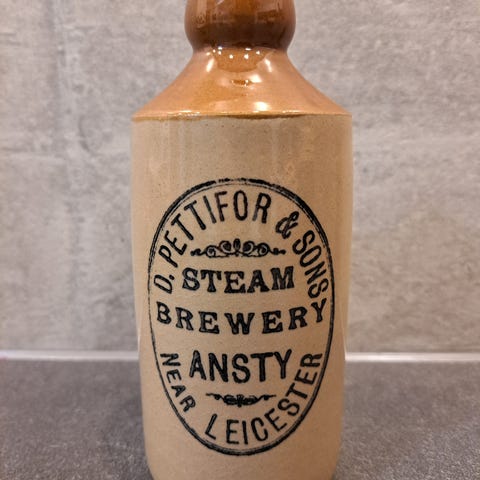 D. PETTIFOR & SONS
STEAM
BREWERY
ANSTY
NEAR LEICESTER